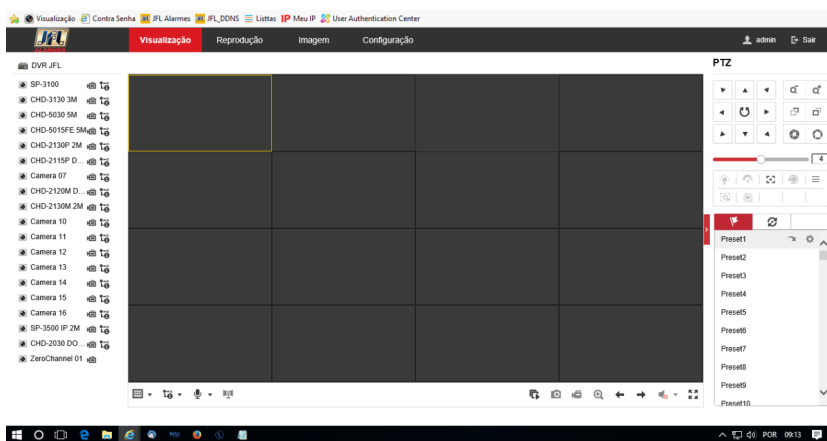 Visualização Contra Senha JFL Alarmes JFL_DDNS Listtas IP Meu IP User Authentication Center
JFL Visualização Reprodução Imagem Configuração admin Sair
DVR JFL
PTZ
SP-3100
CHD-3130 3M
CHD-5030 5M
CHD-5015FE 5M
CHD-2130P 2M
CHD-2115P D...
Camera 07
CHD-2120M D...
CHD-2130M 2M
Camera 10
Camera 11
Camera 12
Camera 13
Camera 14
Camera 15
Camera 16
SP-3500 IP 2M
CHD-2030 DO...
ZeroChannel 01
4
Preset1
Preset2
Preset3
Preset4
Preset5
Preset6
Preset7
Preset8
Preset9
Preset10
MSI
POR 09:13